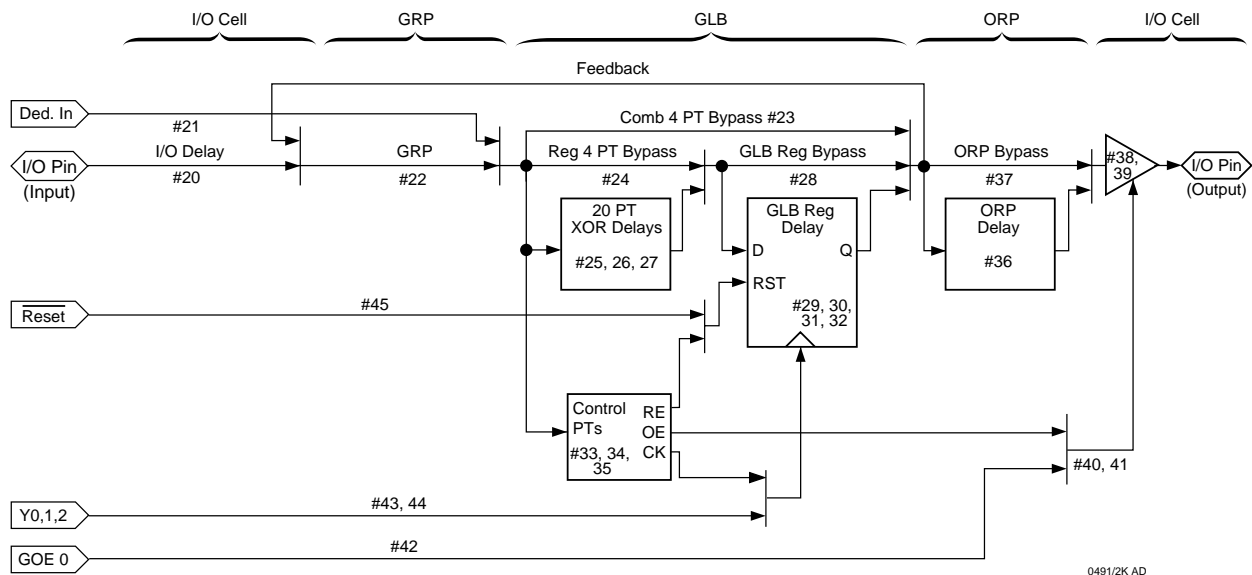 I/O Cell
GRP
GLB
ORP
I/O Cell
Feedback
Ded. In
#21
Comb 4 PT Bypass #23
I/O Pin
(Input)
I/O Delay
#20
GRP
#22
Reg 4 PT Bypass
#24
GLB Reg Bypass
#28
ORP Bypass
#37
#38,
39
I/O Pin
(Output)
20 PT
XOR Delays
#25, 26, 27
GLB Reg
Delay
D
Q
RST
#29, 30,
31, 32
ORP
Delay
#36
Reset
#45
Control
PTs
RE
OE
CK
#33, 34,
35
#40, 41
Y0,1,2
#43, 44
GOE 0
#42
0491/2K AD